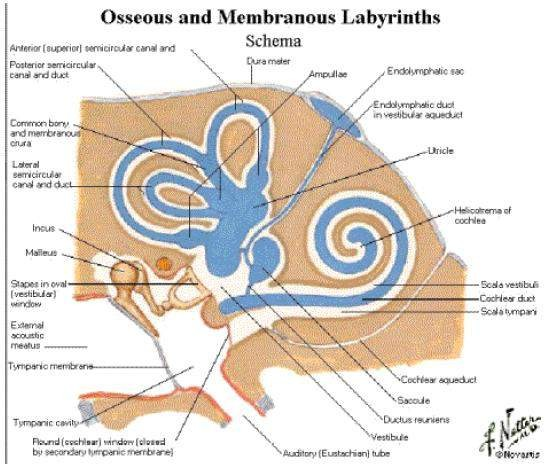 Osseous and Membranous Labyrinths
Schema
Anterior (superior) semicircular canal and
Dura mater
Posterior semicircular
canal and duct
Ampullae
Endolymphatic sac
Endolymphatic duct
in vestibular aqueduct
Common bony
and membranous
crura
Utricle
Lateral
semicircular
canal and duct
Helicotrema of
cochlea
Incus
Malleus
Stapes in oval
(vestibular)
window
Scala vestibuli
Cochlear duct
Scala tympani
External
acoustic
meatus
Tympanic membrane
Cochlear aqueduct
Saccule
Tympanic cavity
Ductus reuniens
Vestibule
Round (cochlear) window (closed
by secondary tympanic membrane)
Auditory (Eustachian) tube
F. Netter
M.D.
©Novartis